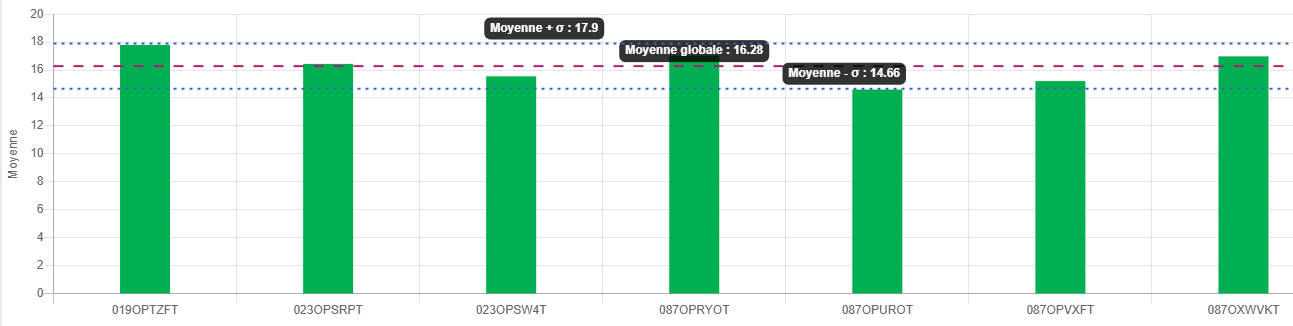 20
18
16
14
12
10
8
6
4
2
0
Moyenne
Moyenne + σ : 17.9
Moyenne globale : 16.28
Moyenne - σ : 14.66
019OPTZFT
023OPSRPT
023OPSW4T
087OPRYOT
087OPUROT
087OPVXFT
087OXWVKT